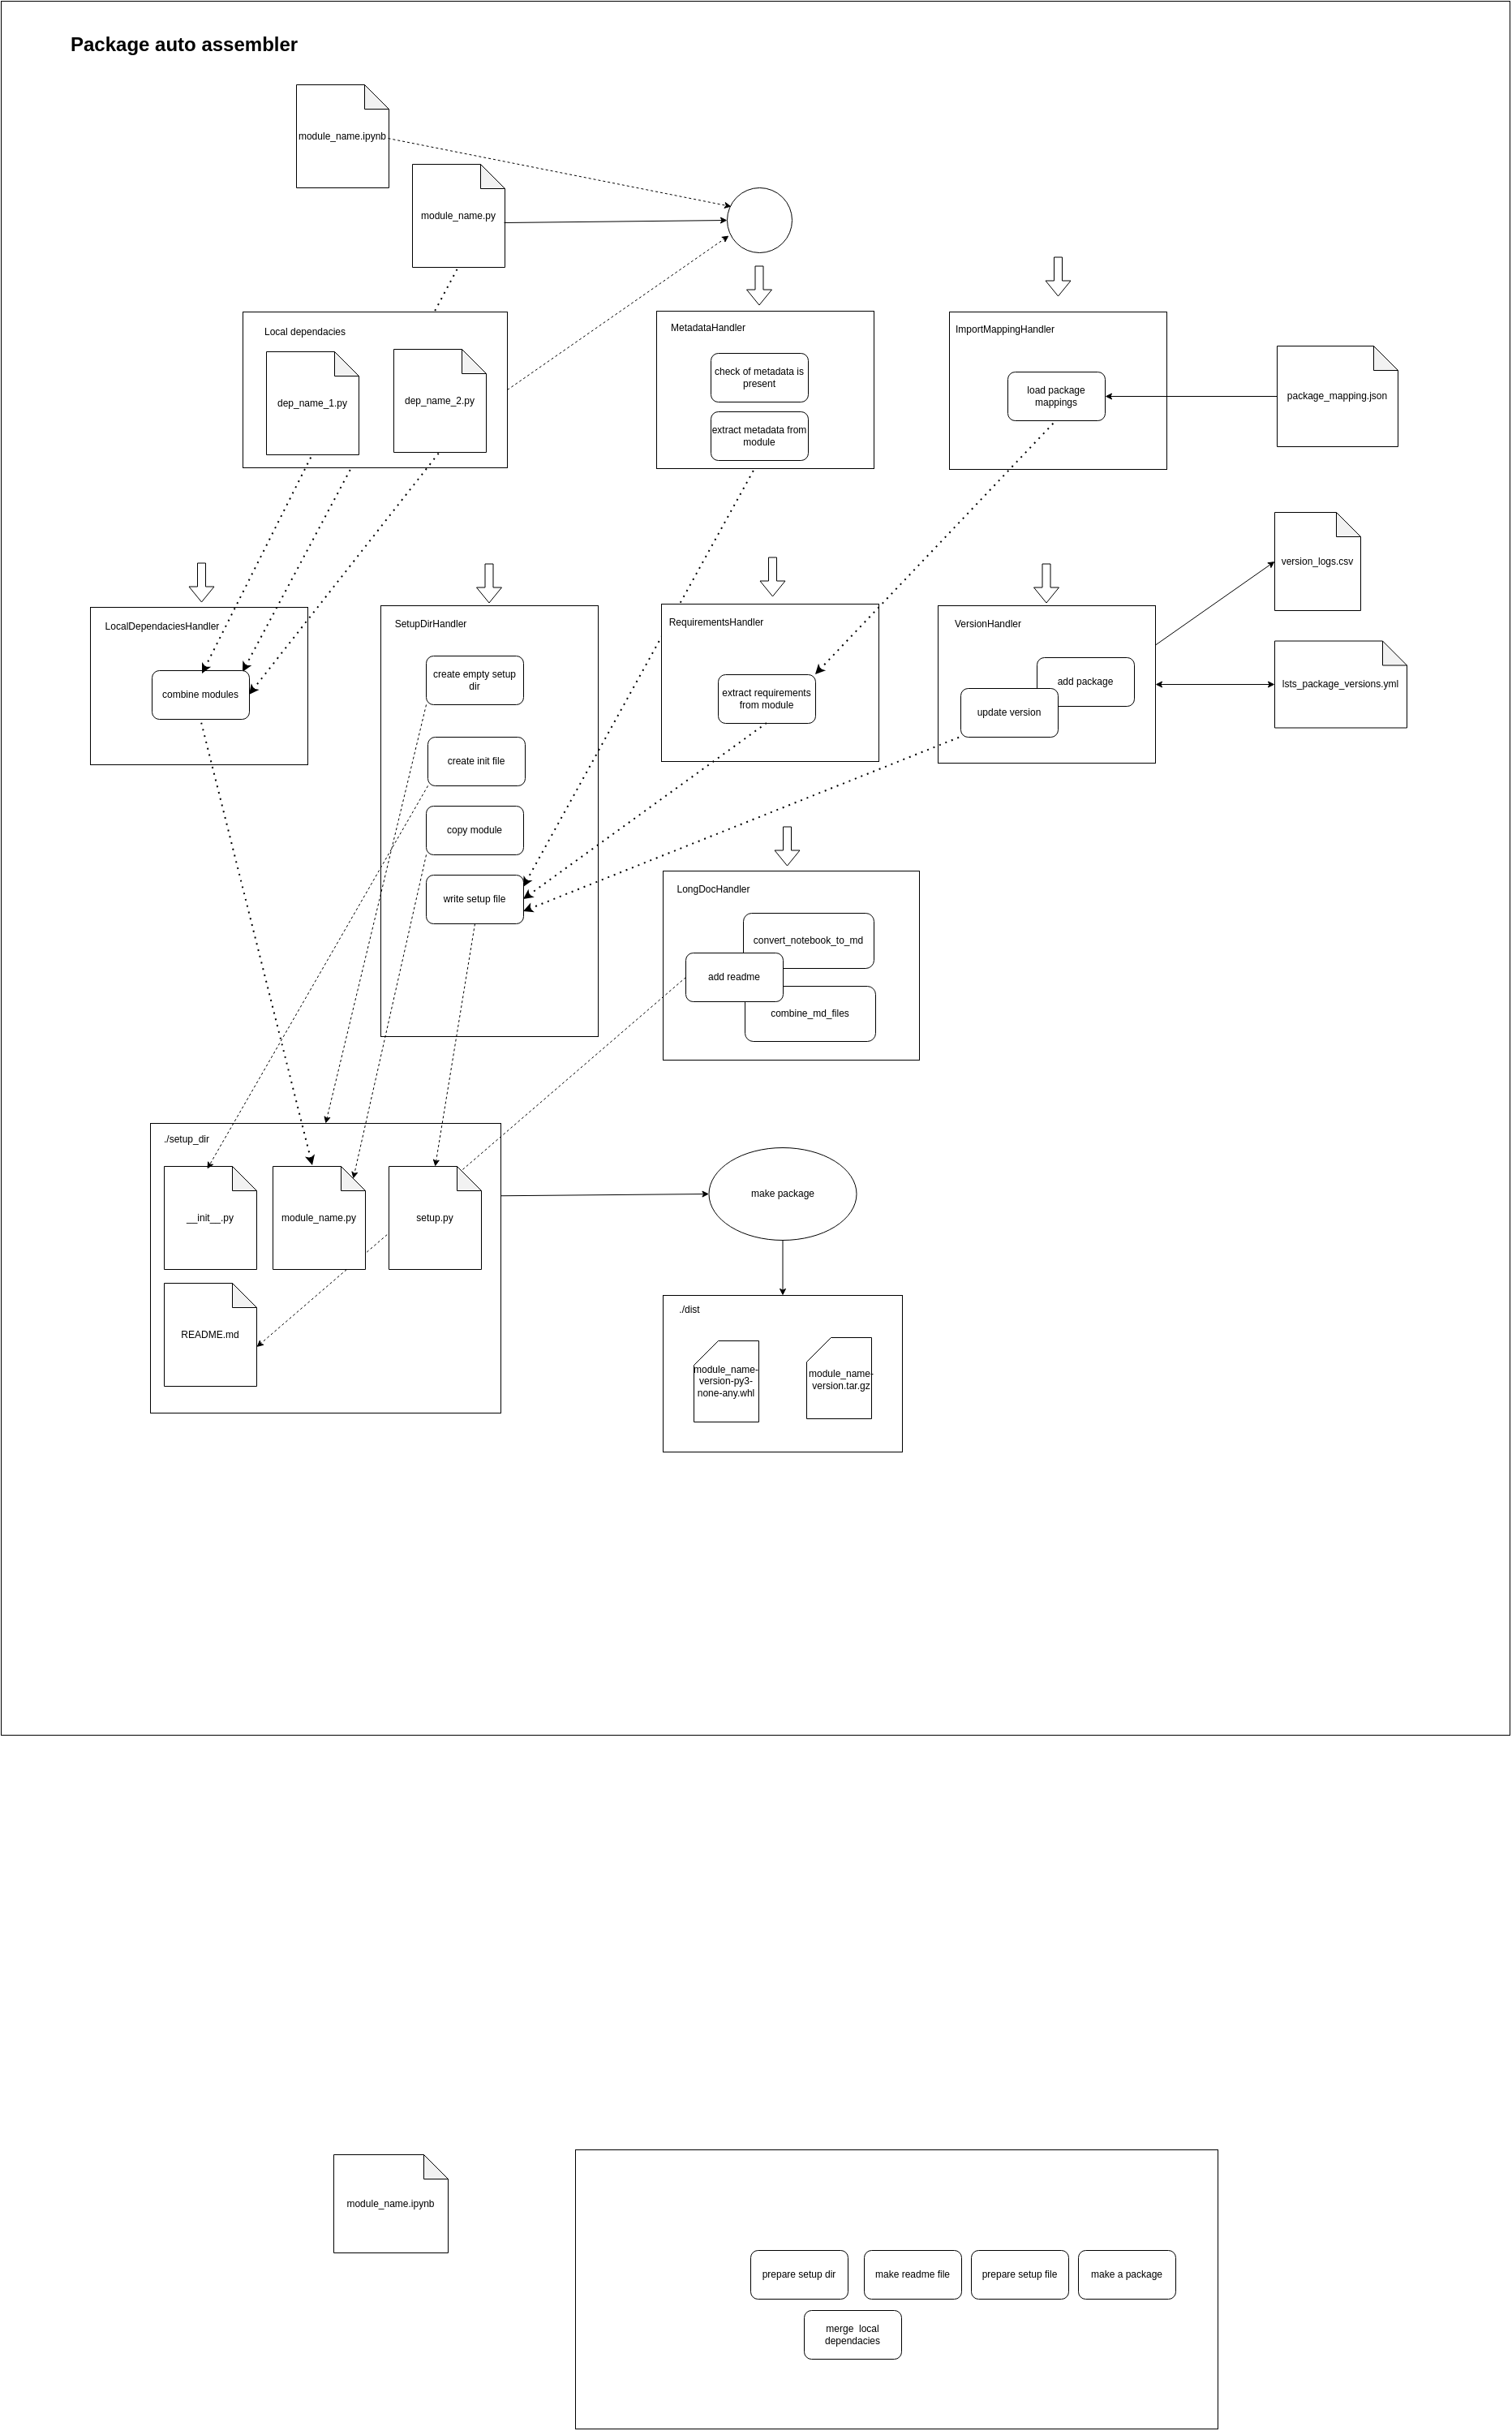 Package auto assembler
module_name.ipynb
module_name.py
Local dependacies
dep_name_1.py
dep_name_2.py
MetadataHandler
check of metadata is
present
extract metadata from
module
ImportMappingHandler
load package
mappings
package_mapping.json
version_logs.csv
lsts_package_versions.yml
LocalDependaciesHandler
combine modules
SetupDirHandler
create empty setup
dir
create init file
copy module
write setup file
RequirementsHandler
extract requirements
from module
VersionHandler
add package
update version
LongDocHandler
convert_notebook_to_md
add readme
combine_md_files
./setup_dir
__init__.py
module_name.py
setup.py
README.md
make package
./dist
module_name-
version-py3-
none-any.whl
module_name-
version.tar.gz
module_name.ipynb
prepare setup dir
make readme file
prepare setup file
make a package
merge  local
dependacies